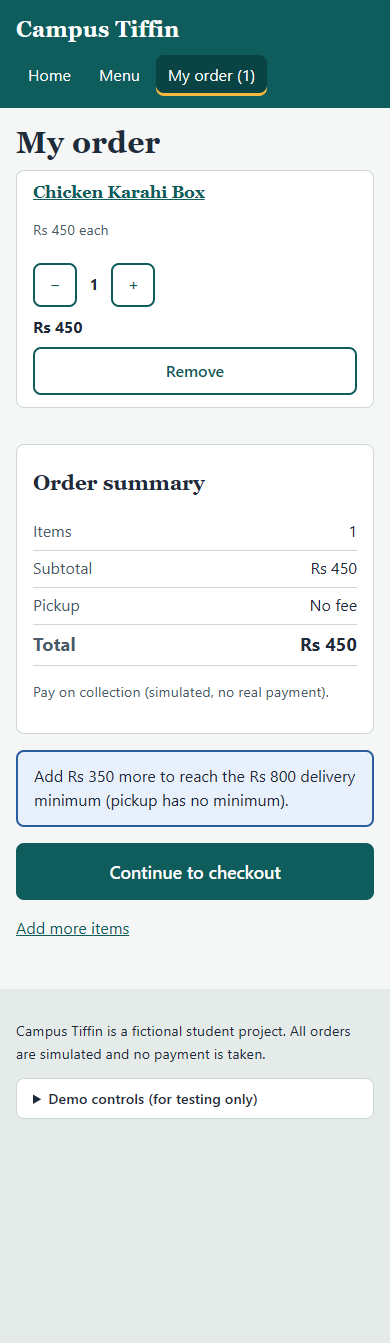 Campus Tiffin
Home Menu My order (1)
My order
Chicken Karahi Box
Rs 450 each
− 1 +
Rs 450
Remove
Order summary
Items 1
Subtotal Rs 450
Pickup No fee
Total Rs 450
Pay on collection (simulated, no real payment).
Add Rs 350 more to reach the Rs 800 delivery
minimum (pickup has no minimum).
Continue to checkout
Add more items
Campus Tiffin is a fictional student project. All orders
are simulated and no payment is taken.
▶ Demo controls (for testing only)